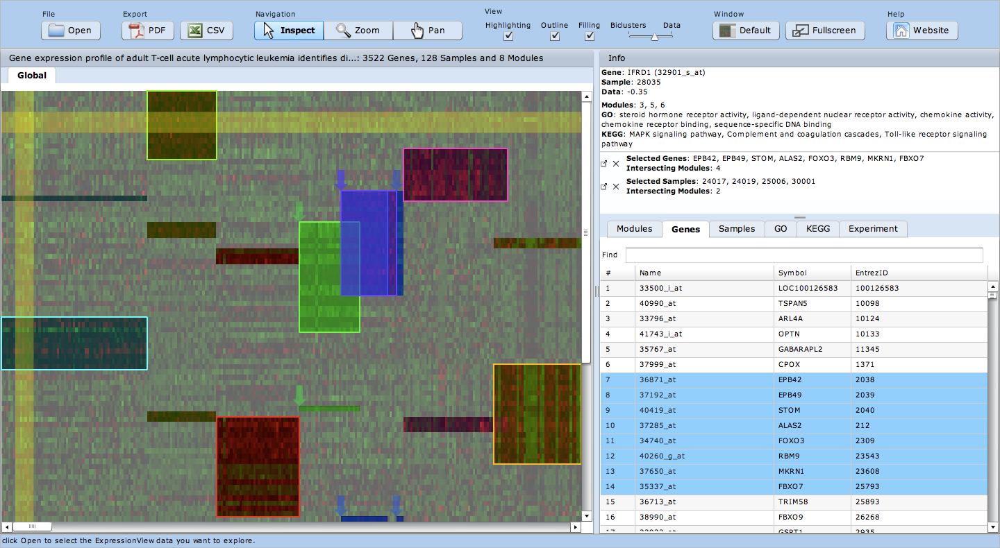 File
Export
Navigation
View
Window
Help
Open
PDF
CSV
Inspect
Zoom
Pan
Highlighting
Outline
Filling
Biclusters
Data
Default
Fullscreen
Website
Gene expression profile of adult T-cell acute lymphocytic leukemia identifies di...: 3522 Genes, 128 Samples and 8 Modules
Global
Info
Gene: IFRD1 (32901_s_at)
Sample: 28035
Data: -0.35
Modules: 3, 5, 6
GO: steroid hormone receptor activity, ligand-dependent nuclear receptor activity, chemokine activity,
chemokine receptor binding, sequence-specific DNA binding
KEGG: MAPK signaling pathway, Complement and coagulation cascades, Toll-like receptor signaling
pathway
Selected Genes: EPB42, EPB49, STOM, ALAS2, FOXO3, RBM9, MKRN1, FBXO7
Intersecting Modules: 4
Selected Samples: 24017, 24019, 25006, 30001
Intersecting Modules: 2
Modules Genes Samples GO KEGG Experiment
Find
# Name Symbol EntrezID
1 33500_i_at LOC100126583 100126583
2 40990_at TSPAN5 10098
3 33796_at ARL4A 10124
4 41743_i_at OPTN 10133
5 35767_at GABARAPL2 11345
6 37999_at CPOX 1371
7 36871_at EPB42 2038
8 37192_at EPB49 2039
9 40419_at STOM 2040
10 37285_at ALAS2 212
11 34740_at FOXO3 2309
12 40260_g_at RBM9 23543
13 37650_at MKRN1 23608
14 35337_at FBXO7 25793
15 36713_at TRIM58 25893
16 38990_at FBXO9 26268
17 GSPT1 2935
click Open to select the ExpressionView data you want to explore.